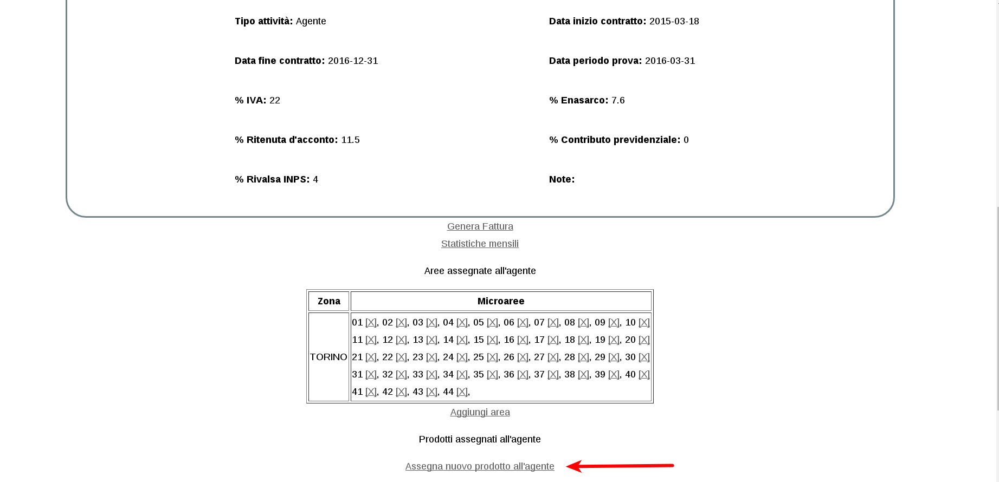 Tipo attività: Agente Data inizio contratto: 2015-03-18
Data fine contratto: 2016-12-31 Data periodo prova: 2016-03-31
% IVA: 22 % Enasarco: 7.6
% Ritenuta d'acconto: 11.5 % Contributo previdenziale: 0
% Rivalsa INPS: 4 Note:
Genera Fattura
Statistiche mensili
Aree assegnate all'agente
Zona Microaree
01 [X], 02 [X], 03 [X], 04 [X], 05 [X], 06 [X], 07 [X], 08 [X], 09 [X], 10 [X]
11 [X], 12 [X], 13 [X], 14 [X], 15 [X], 16 [X], 17 [X], 18 [X], 19 [X], 20 [X]
TORINO 21 [X], 22 [X], 23 [X], 24 [X], 25 [X], 26 [X], 27 [X], 28 [X], 29 [X], 30 [X]
31 [X], 32 [X], 33 [X], 34 [X], 35 [X], 36 [X], 37 [X], 38 [X], 39 [X], 40 [X]
41 [X], 42 [X], 43 [X], 44 [X],
Aggiungi area
Prodotti assegnati all'agente
Assegna nuovo prodotto all'agente